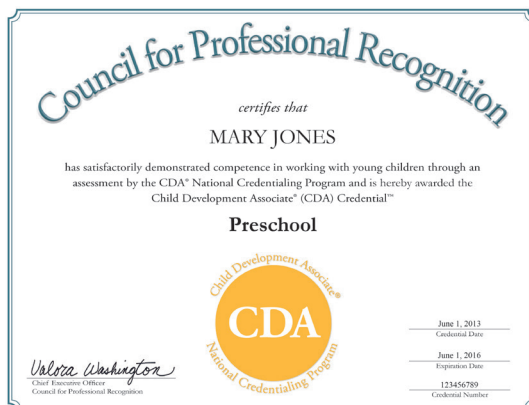 Council for Professional Recognition
certifies that
MARY JONES
has satisfactorily demonstrated competence in working with young children through an
assessment by the CDA® National Credentialing Program and is hereby awarded the
Child Development Associate® (CDA) Credential™
Preschool
Child Development Associate®
CDA
National Credentialing Program
Valora Washington
Chief Executive Officer
Council for Professional Recognition
June 1, 2013
Credential Date
June 1, 2016
Expiration Date
123456789
Credential Number